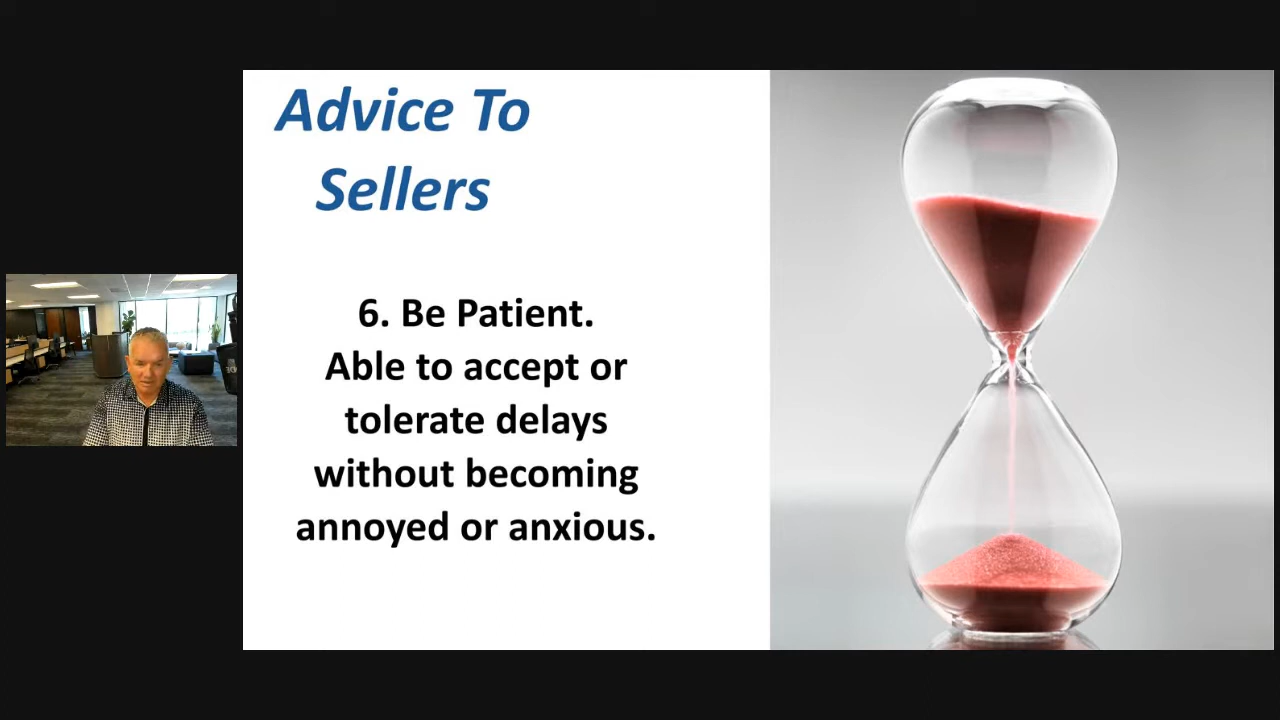 Advice To
Sellers
6. Be Patient.
Able to accept or
tolerate delays
without becoming
annoyed or anxious.